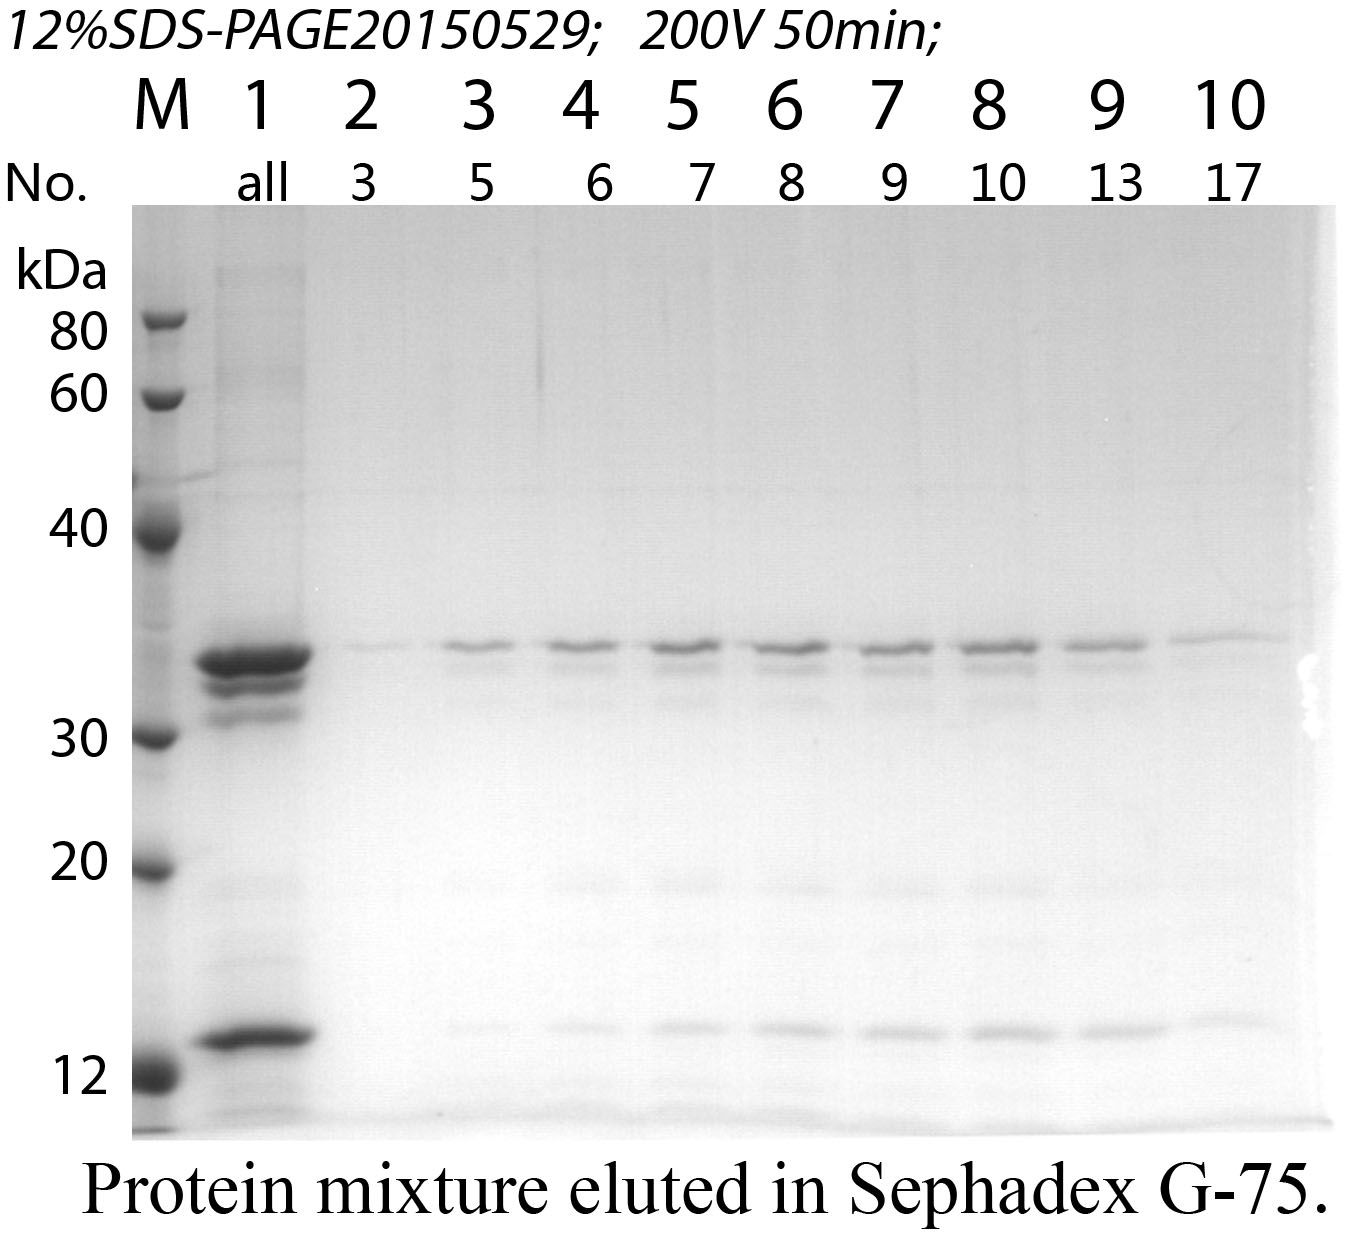 12%SDS-PAGE20150529; 200V 50min;
M 1 2 3 4 5 6 7 8 9 10
No. all 3 5 6 7 8 9 10 13 17
kDa
80
60
40
30
20
12
Protein mixture eluted in Sephadex G-75.